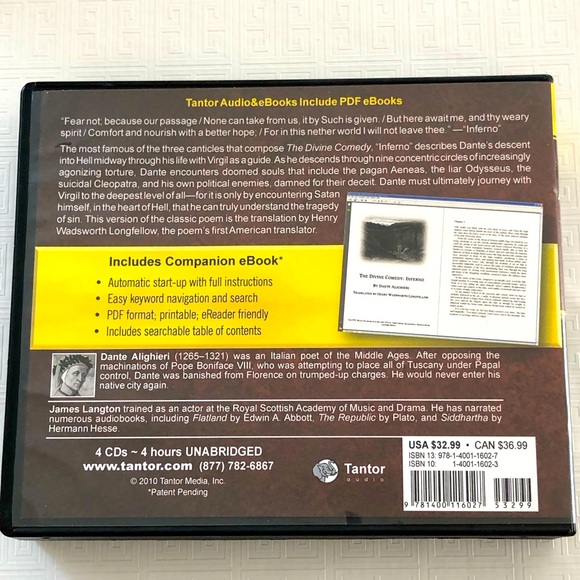 Tantor Audio&eBooks Include PDF eBooks
"Fear not; because our passage / None can take from us, it by Such is given. / But here await me, and thy weary
spirit / Comfort and nourish with a better hope; / For in this nether world I will not leave thee." —"Inferno"
The most famous of the three canticles that compose The Divine Comedy, "Inferno" describes Dante's descent
into Hell midway through his life with Virgil as a guide. As he descends through nine concentric circles of increasingly
agonizing torture, Dante encounters doomed souls that include the pagan Aeneas, the liar Odysseus, the
suicidal Cleopatra, and his own political enemies, damned for their deceit. Dante must ultimately journey with
Virgil to the deepest level of all—for it is only by encountering Satan
himself, in the heart of Hell, that he can truly understand the tragedy
of sin. This version of the classic poem is the translation by Henry
Wadsworth Longfellow, the poem's first American translator.
THE DIVINE COMEDY: INFERNO
BY DANTE ALIGHIERI
TRANSLATED BY HENRY WADSWORTH LONGFELLOW
Includes Companion eBook*
• Automatic start-up with full instructions
• Easy keyword navigation and search
• PDF format; printable; eReader friendly
• Includes searchable table of contents
Dante Alighieri (1265–1321) was an Italian poet of the Middle Ages. After opposing the
machinations of Pope Boniface VIII, who was attempting to place all of Tuscany under Papal
control, Dante was banished from Florence on trumped-up charges. He would never enter his
native city again.
James Langton trained as an actor at the Royal Scottish Academy of Music and Drama. He has narrated
numerous audiobooks, including Flatland by Edwin A. Abbott, The Republic by Plato, and Siddhartha by
Hermann Hesse.
4 CDs ~ 4 hours UNABRIDGED
www.tantor.com (877) 782-6867
© 2010 Tantor Media, Inc.
*Patent Pending
Tantor
audio
USA $32.99 • CAN $36.99
ISBN 13: 978-1-4001-1602-7
ISBN 10: 1-4001-1602-3
9 781400 116027 53299